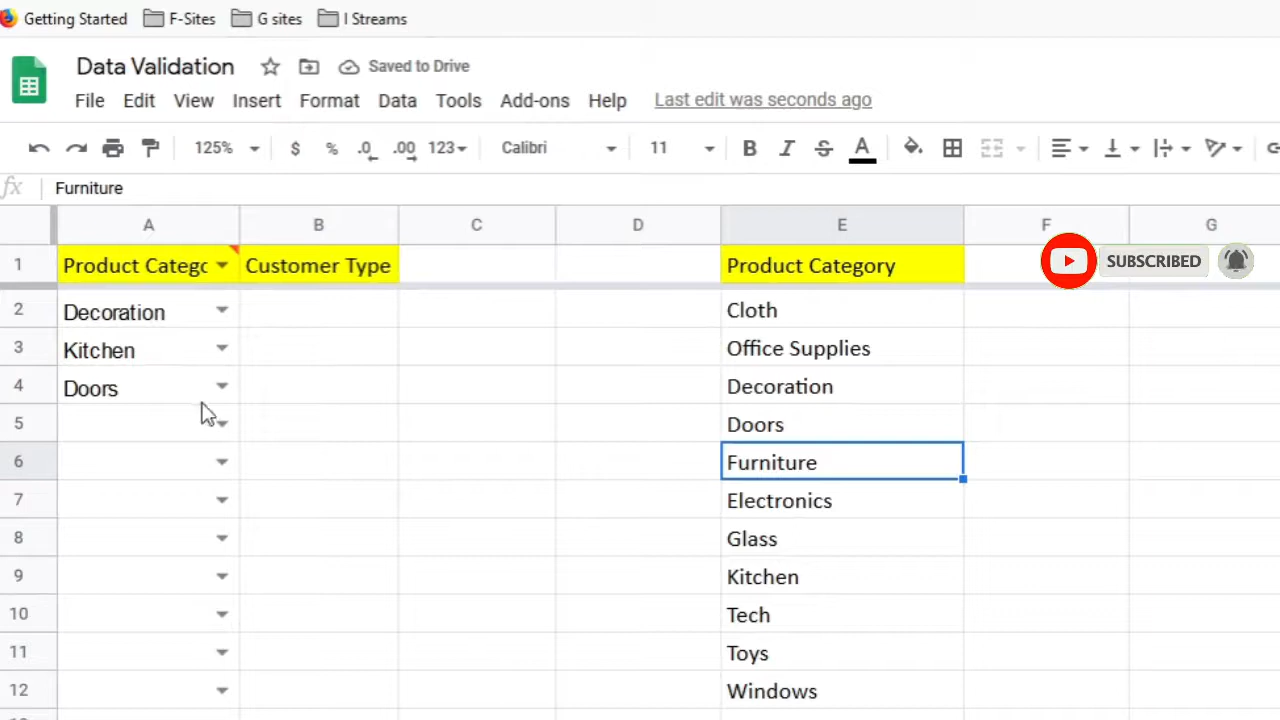 Getting Started F-Sites G sites I Streams
Data Validation Saved to Drive
File Edit View Insert Format Data Tools Add-ons Help Last edit was seconds ago
125% $ % .0 .00 123 Calibri 11 B I S A
fx Furniture
A B C D E F G
1 Product Catego Customer Type Product Category SUBSCRIBED
2 Decoration Cloth
3 Kitchen Office Supplies
4 Doors Decoration
5 Doors
6 Furniture
7 Electronics
8 Glass
9 Kitchen
10 Tech
11 Toys
12 Windows